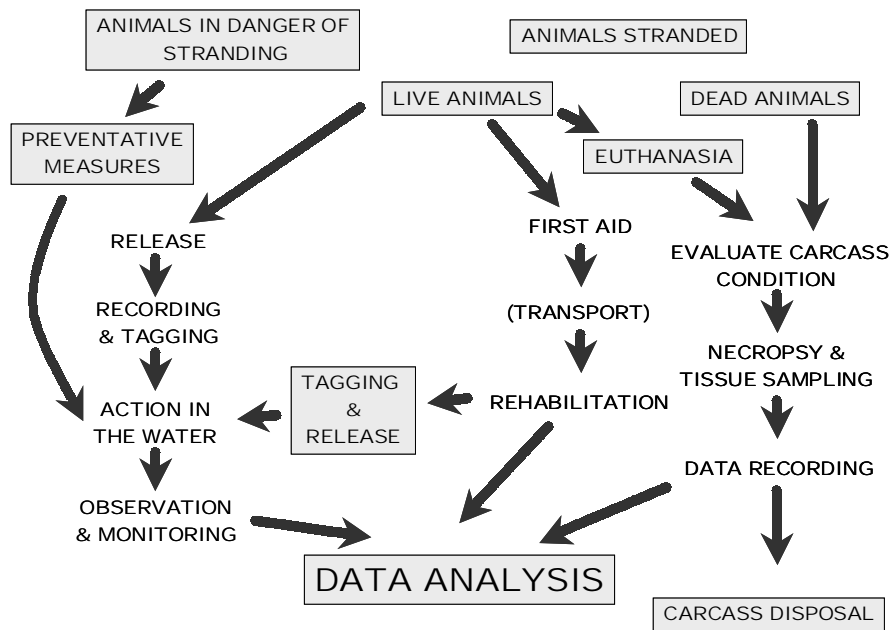 ANIMALS IN DANGER OF
STRANDING
ANIMALS STRANDED
LIVE ANIMALS
DEAD ANIMALS
PREVENTATIVE
MEASURES
EUTHANASIA
RELEASE
FIRST AID
EVALUATE CARCASS
CONDITION
RECORDING
& TAGGING
(TRANSPORT)
NECROPSY &
TISSUE SAMPLING
TAGGING
&
RELEASE
REHABILITATION
ACTION IN
THE WATER
DATA RECORDING
OBSERVATION
& MONITORING
DATA ANALYSIS
CARCASS DISPOSAL